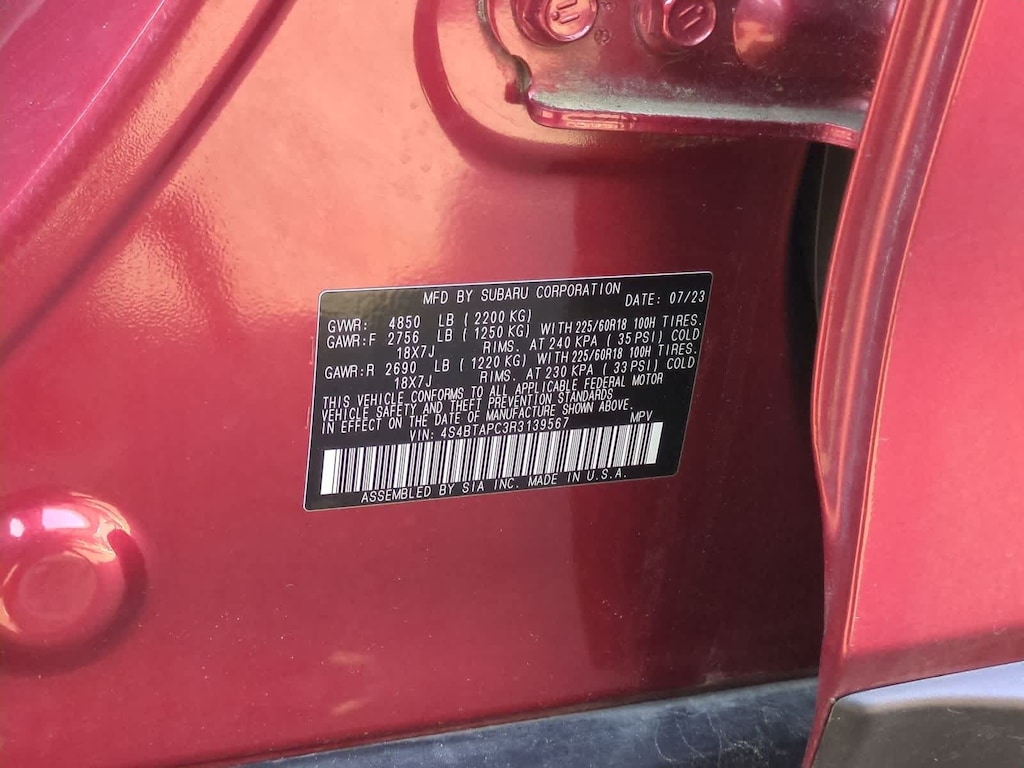 MFD BY SUBARU CORPORATION
DATE: 07/23
GVWR: 4850 LB ( 2200 KG)
GAWR:F 2756 LB ( 1250 KG) WITH 225/60R18 100H TIRES.
18X7J RIMS. AT 240 KPA ( 35 PSI) COLD
GAWR:R 2690 LB ( 1220 KG) WITH 225/60R18 100H TIRES.
18X7J RIMS. AT 230 KPA ( 33 PSI) COLD
THIS VEHICLE CONFORMS TO ALL APPLICABLE FEDERAL MOTOR
VEHICLE SAFETY AND THEFT PREVENTION STANDARDS
IN EFFECT ON THE DATE OF MANUFACTURE SHOWN ABOVE.
VIN: 4S4BTAPC3R3139567 MPV
ASSEMBLED BY SIA INC. MADE IN U.S.A.